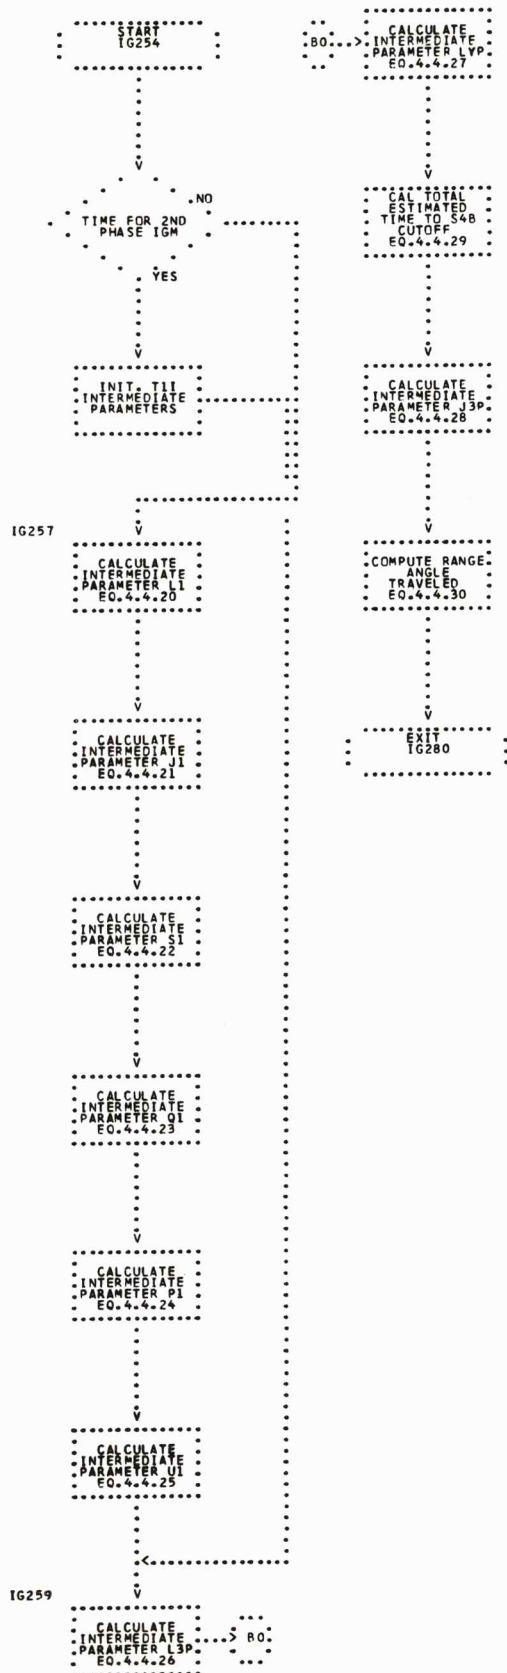 START
IG254
TIME FOR 2ND
PHASE IGM
NO
YES
INIT. T1I
INTERMEDIATE
PARAMETERS
IG257
CALCULATE
INTERMEDIATE
PARAMETER L1
EQ.4.4.20
CALCULATE
INTERMEDIATE
PARAMETER J1
EQ.4.4.21
CALCULATE
INTERMEDIATE
PARAMETER S1
EQ.4.4.22
CALCULATE
INTERMEDIATE
PARAMETER Q1
EQ.4.4.23
CALCULATE
INTERMEDIATE
PARAMETER P1
EQ.4.4.24
CALCULATE
INTERMEDIATE
PARAMETER U1
EQ.4.4.25
IG259
CALCULATE
INTERMEDIATE
PARAMETER L3P
EQ.4.4.26
B0
B0
CALCULATE
INTERMEDIATE
PARAMETER LYP
EQ.4.4.27
CAL TOTAL
ESTIMATED
TIME TO S4B
CUTOFF
EQ.4.4.29
CALCULATE
INTERMEDIATE
PARAMETER J3P
EQ.4.4.28
COMPUTE RANGE
ANGLE
TRAVELED
EQ.4.4.30
EXIT
IG280